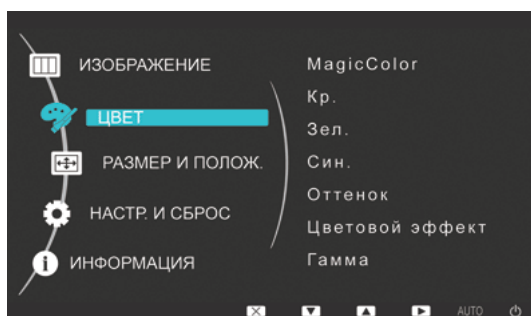 ИЗОБРАЖЕНИЕ
ЦВЕТ
РАЗМЕР И ПОЛОЖ.
НАСТР. И СБРОС
ИНФОРМАЦИЯ
MagicColor
Кр.
Зел.
Син.
Оттенок
Цветовой эффект
Гамма
AUTO